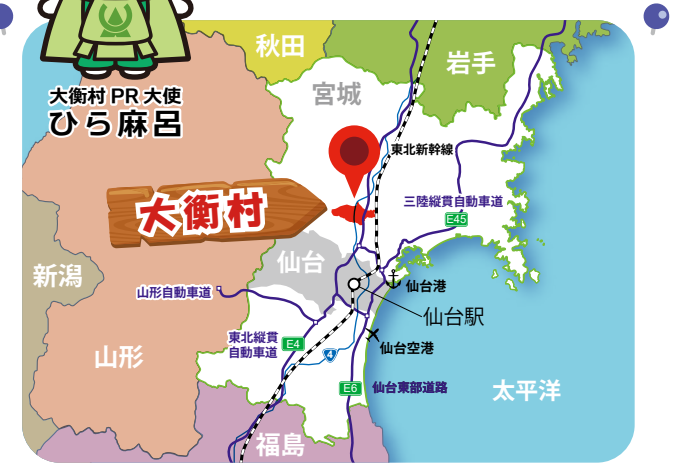 大衡村PR大使
ひら麻呂
秋田
岩手
宮城
東北新幹線
大衡村
三陸縦貫自動車道
E45
仙台
新潟
山形自動車道
仙台港
仙台駅
東北縦貫
自動車道
E4
4
仙台空港
山形
E6
仙台東部道路
太平洋
福島